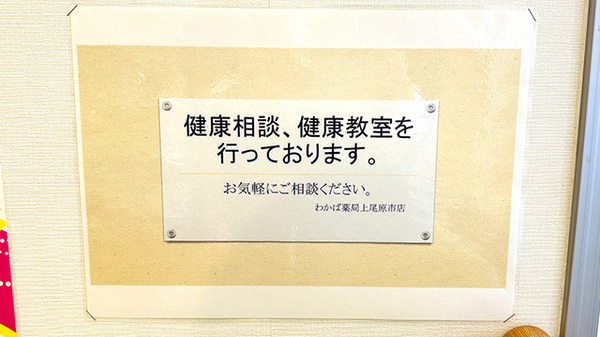 健康相談、健康教室を
行っております。
お気軽にご相談ください。
わかば薬局上尾原市店